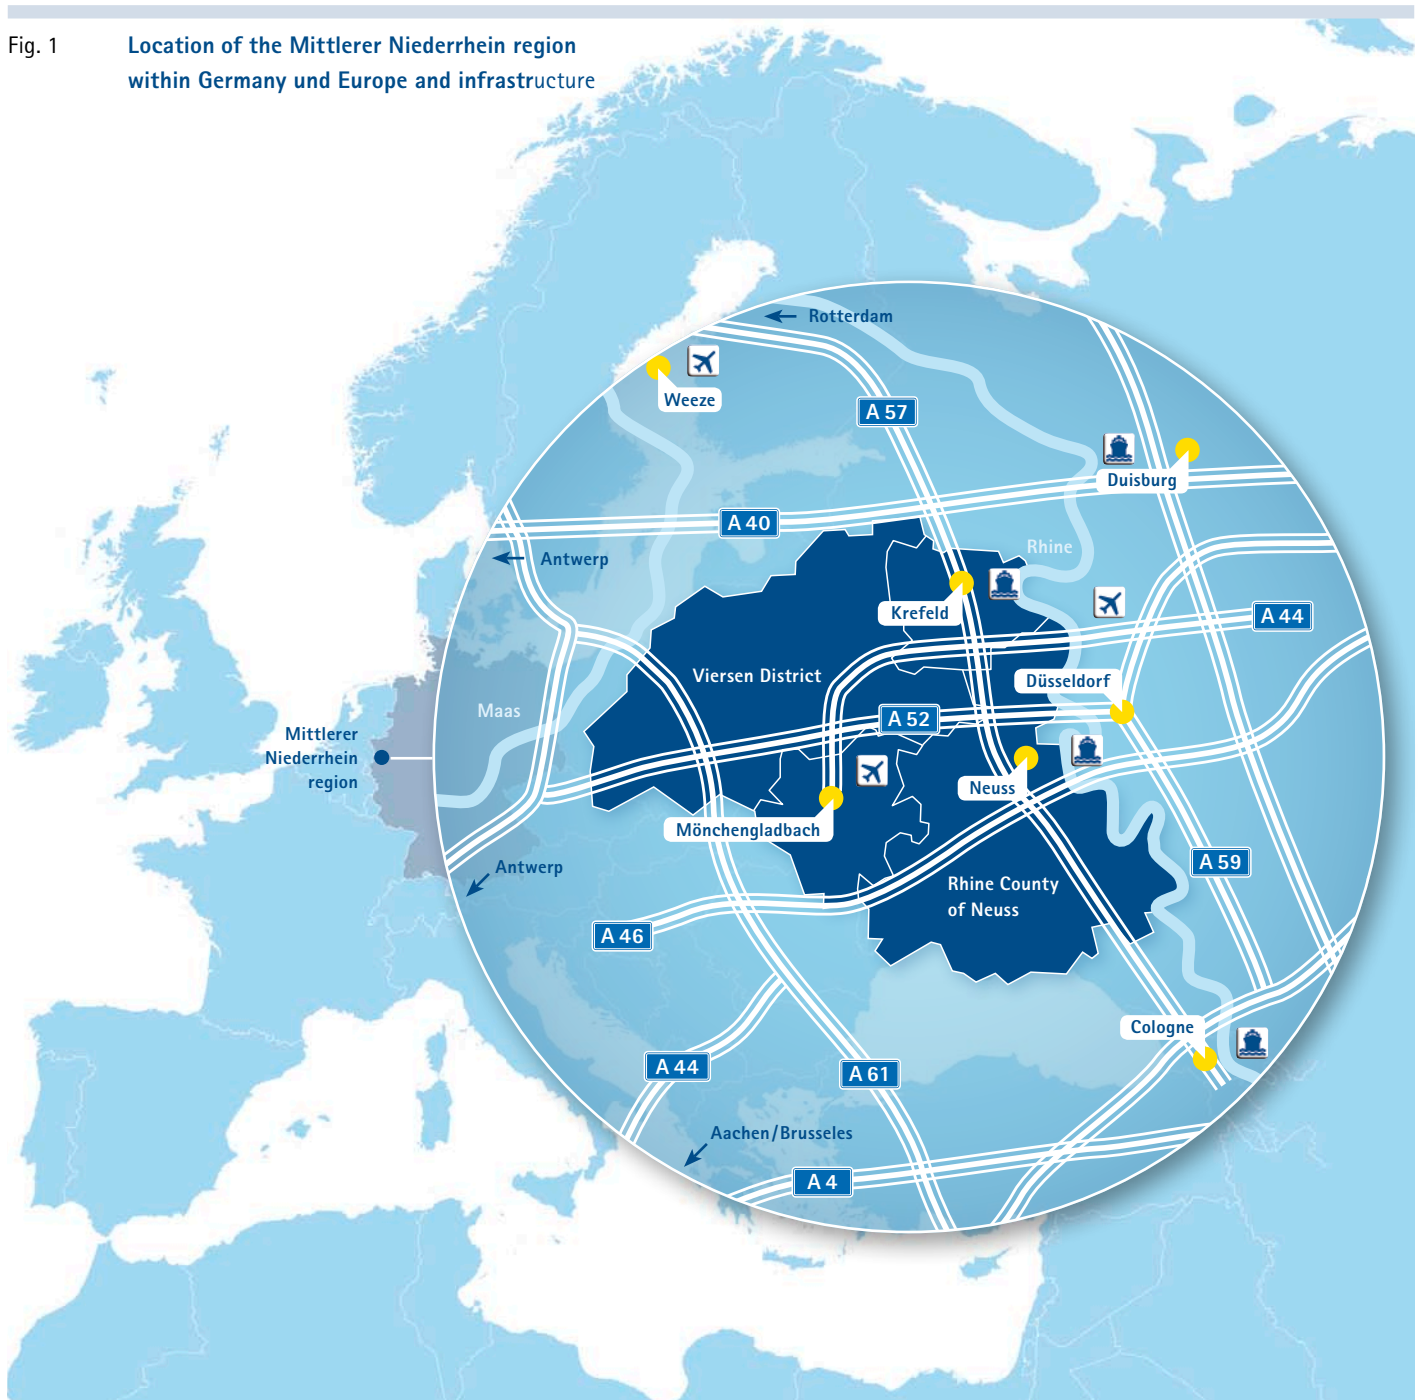 Fig. 1
Location of the Mittlerer Niederrhein region
within Germany und Europe and infrastructure
Rotterdam
Weeze
A 57
Duisburg
A 40
Antwerp
Rhine
Krefeld
A 44
Viersen District
Düsseldorf
Maas
A 52
Mittlerer
Niederrhein
region
Neuss
Mönchengladbach
Antwerp
A 59
Rhine County
of Neuss
A 46
Cologne
A 44
A 61
Aachen/Brusseles
A 4